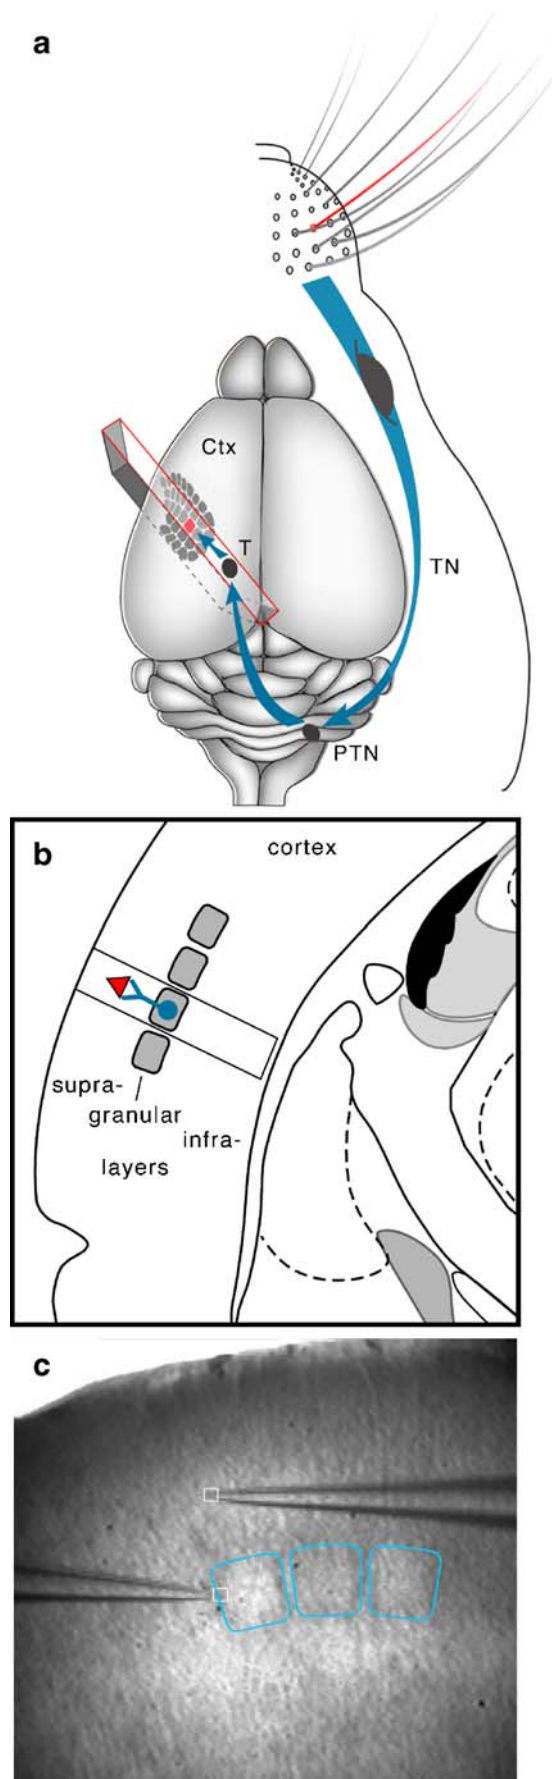 a
Ctx
T
TN
PTN
b
cortex
supra-
granular
infra-
layers
c